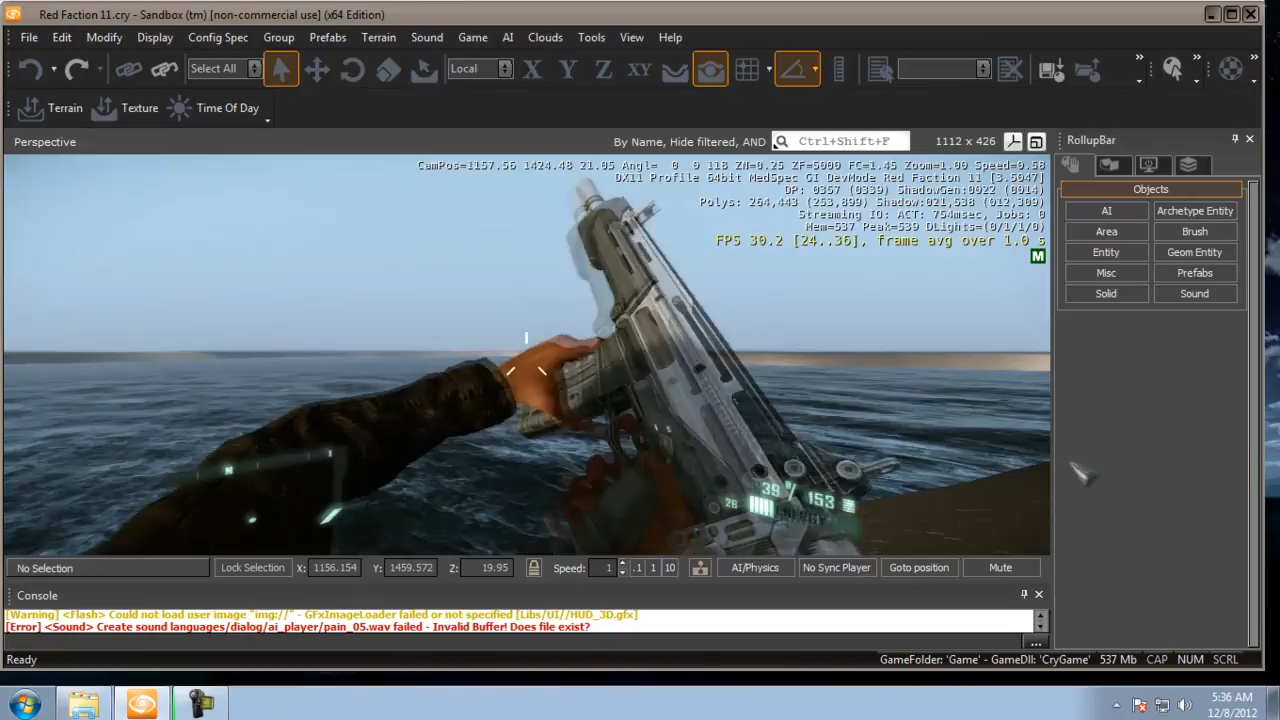 Red Faction 11.cry - Sandbox (tm) [non-commercial use] (x64 Edition)
File Edit Modify Display Config Spec Group Prefabs Terrain Sound Game AI Clouds Tools View Help
Select All Local X Y Z XY
Terrain Texture Time Of Day
Perspective By Name, Hide filtered, AND Ctrl+Shift+F 1112 x 426 RollupBar
CamPos=1157.56 1424.48 21.05 Angl= 0 0 118 ZN=0.25 ZF=5000 FC=1.45 Zoom=1.00 Speed=0.58
DX11 Profile 64bit MedSpec GI DevMode Red Faction 11 [3.5047]
DP: 0357 (0339) ShadowGen:0022 (0014)
Polys: 264,443 (253,899) Shadow:021,538 (012,309)
Streaming IO: ACT: 754msec, Jobs: 0
Mem=537 Peak=539 DLights=(0/1/1/0)
FPS 30.2 [24..36], frame avg over 1.0 s
M
Objects
AI Archetype Entity
Area Brush
Entity Geom Entity
Misc Prefabs
Solid Sound
M
26 39 / 153
ENERGY
No Selection Lock Selection X: 1156.154 Y: 1459.572 Z: 19.95 Speed: 1 .1 1 10 AI/Physics No Sync Player Goto position Mute
Console
[Warning] <Flash> Could not load user image "img://" - GFxImageLoader failed or not specified [Libs/UI//HUD_3D.gfx]
[Error] <Sound> Create sound languages/dialog/ai_player/pain_05.wav failed - Invalid Buffer! Does file exist?
...
Ready GameFolder: 'Game' - GameDll: 'CryGame' 537 Mb CAP NUM SCRL
5:36 AM
12/8/2012